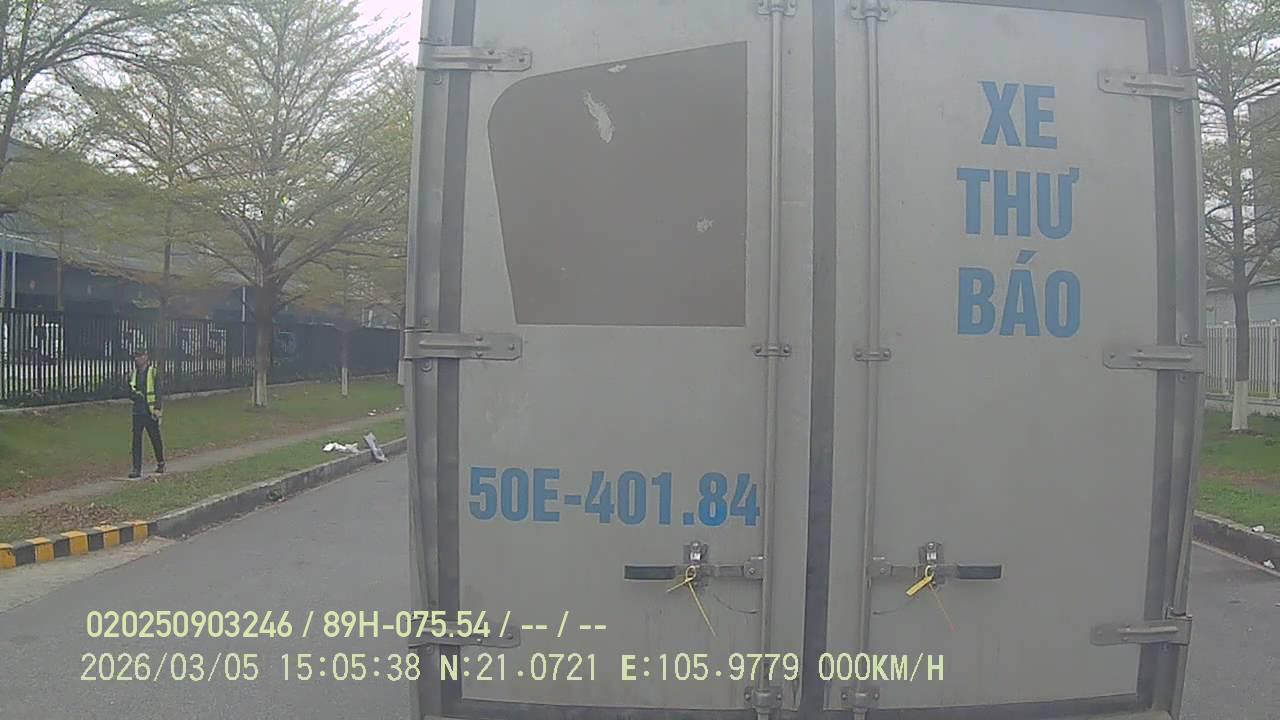 XE
THƯ
BÁO
50E-401.84
020250903246 / 89H-075.54 / -- / --
2026/03/05 15:05:38 N:21.0721 E:105.9779 000KM/H